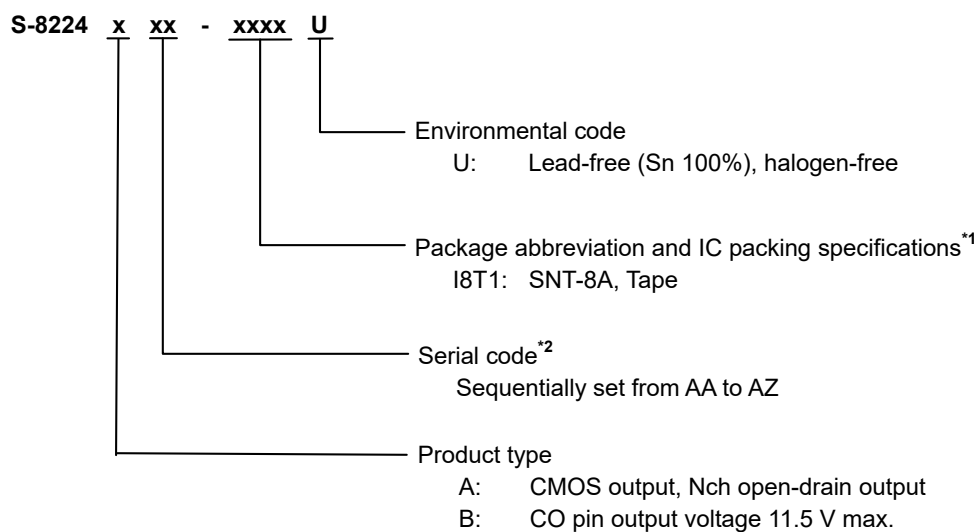 S-8224 x xx - xxxx U
Environmental code
U: Lead-free (Sn 100%), halogen-free
Package abbreviation and IC packing specifications*1
I8T1: SNT-8A, Tape
Serial code*2
Sequentially set from AA to AZ
Product type
A: CMOS output, Nch open-drain output
B: CO pin output voltage 11.5 V max.